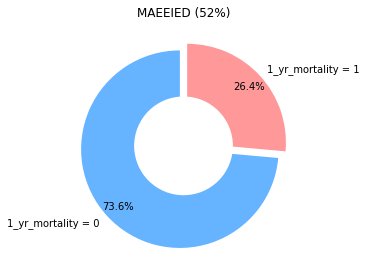 MAEEIED (52%)
1_yr_mortality = 1
26.4%
73.6%
1_yr_mortality = 0